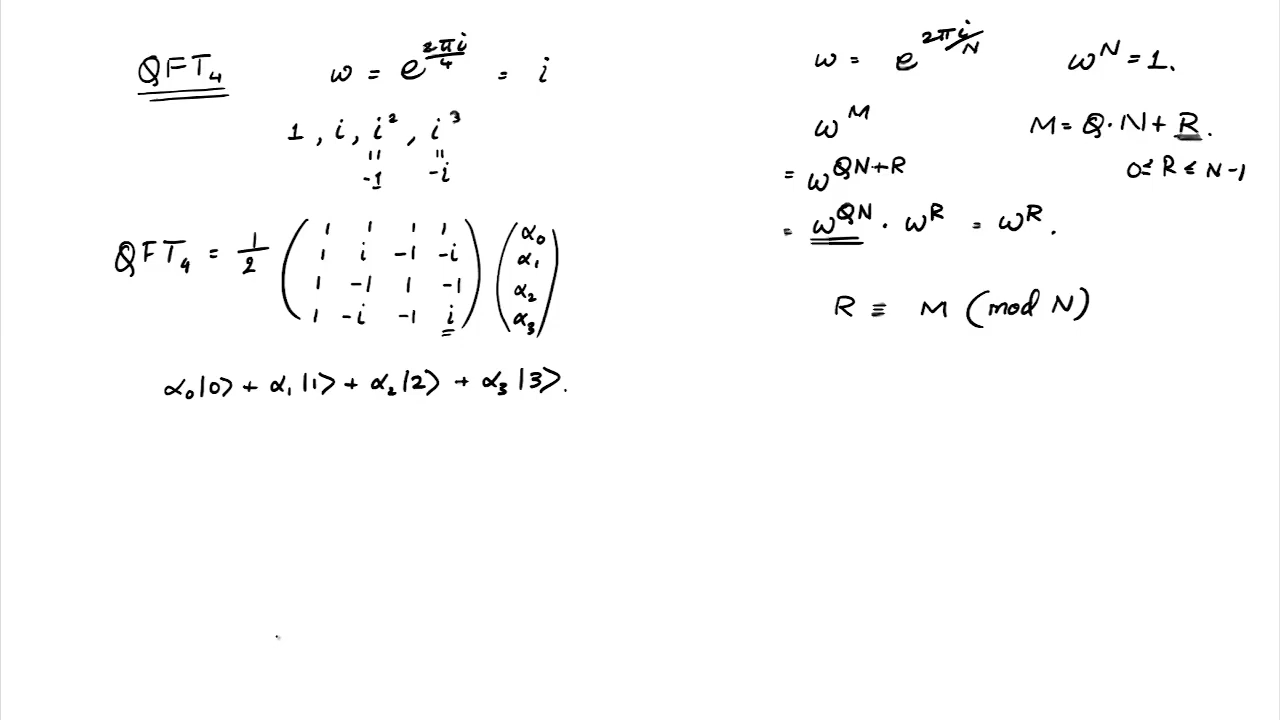 QFT₄ ω = e^(2πi/4) = i
1 , i , i² , i³
 = -1 = -i
QFT₄ = 1/2 ( 1 1 1 1 ) ( α₀ )
( 1 i -1 -i ) ( α₁ )
( 1 -1 1 -1 ) ( α₂ )
( 1 -i -1 i ) ( α₃ )
α₀|0⟩ + α₁|1⟩ + α₂|2⟩ + α₃|3⟩.
ω = e^(2πi/N) ω^N = 1.
ω^M M = Q·N + R.
= ω^(QN+R) 0 ≤ R ≤ N-1
= ω^(QN) · ω^R = ω^R.
R ≡ M (mod N)